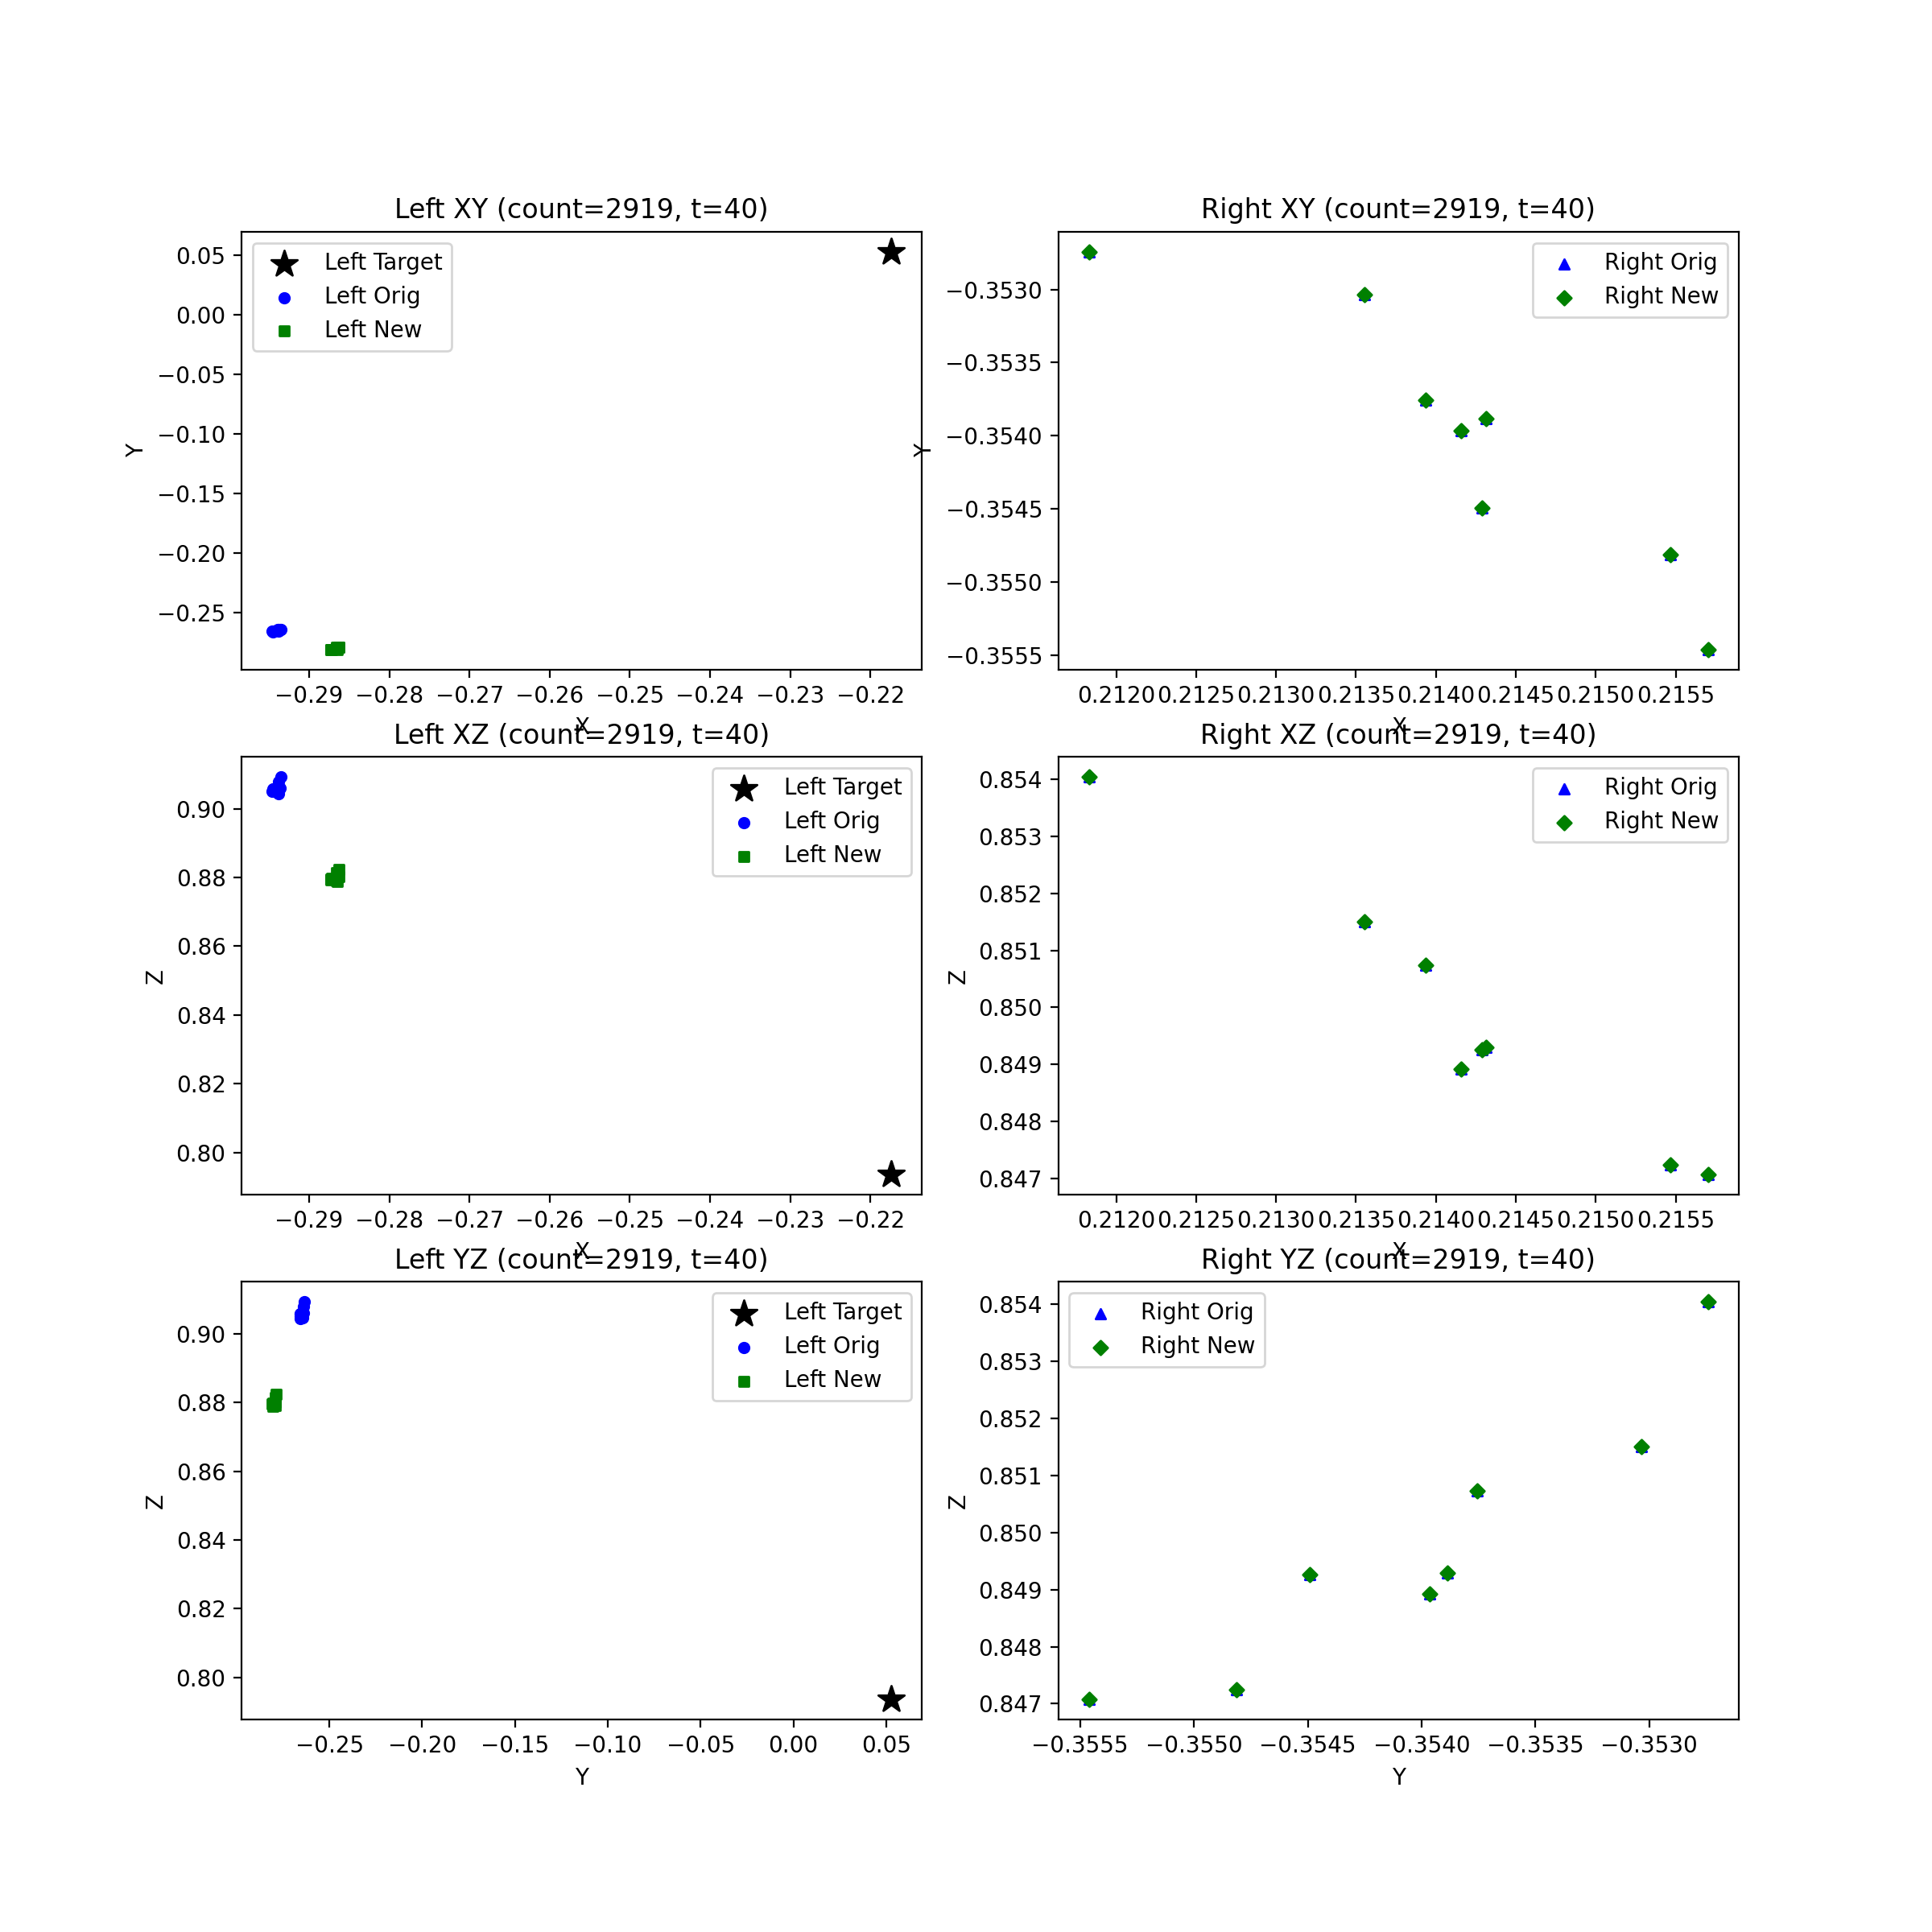 Left XY (count=2919, t=40)
Left Target
Left Orig
Left New
0.05
0.00
−0.05
−0.10
−0.15
−0.20
−0.25
Y
−0.29 −0.28 −0.27 −0.26 −0.25 −0.24 −0.23 −0.22
X
Right XY (count=2919, t=40)
Right Orig
Right New
−0.3530
−0.3535
−0.3540
−0.3545
−0.3550
−0.3555
Y
0.2120 0.2125 0.2130 0.2135 0.2140 0.2145 0.2150 0.2155
X
Left XZ (count=2919, t=40)
Left Target
Left Orig
Left New
0.90
0.88
0.86
0.84
0.82
0.80
Z
−0.29 −0.28 −0.27 −0.26 −0.25 −0.24 −0.23 −0.22
X
Right XZ (count=2919, t=40)
Right Orig
Right New
0.854
0.853
0.852
0.851
0.850
0.849
0.848
0.847
Z
0.2120 0.2125 0.2130 0.2135 0.2140 0.2145 0.2150 0.2155
X
Left YZ (count=2919, t=40)
Left Target
Left Orig
Left New
0.90
0.88
0.86
0.84
0.82
0.80
Z
−0.25 −0.20 −0.15 −0.10 −0.05 0.00 0.05
Y
Right YZ (count=2919, t=40)
Right Orig
Right New
0.854
0.853
0.852
0.851
0.850
0.849
0.848
0.847
Z
−0.3555 −0.3550 −0.3545 −0.3540 −0.3535 −0.3530
Y